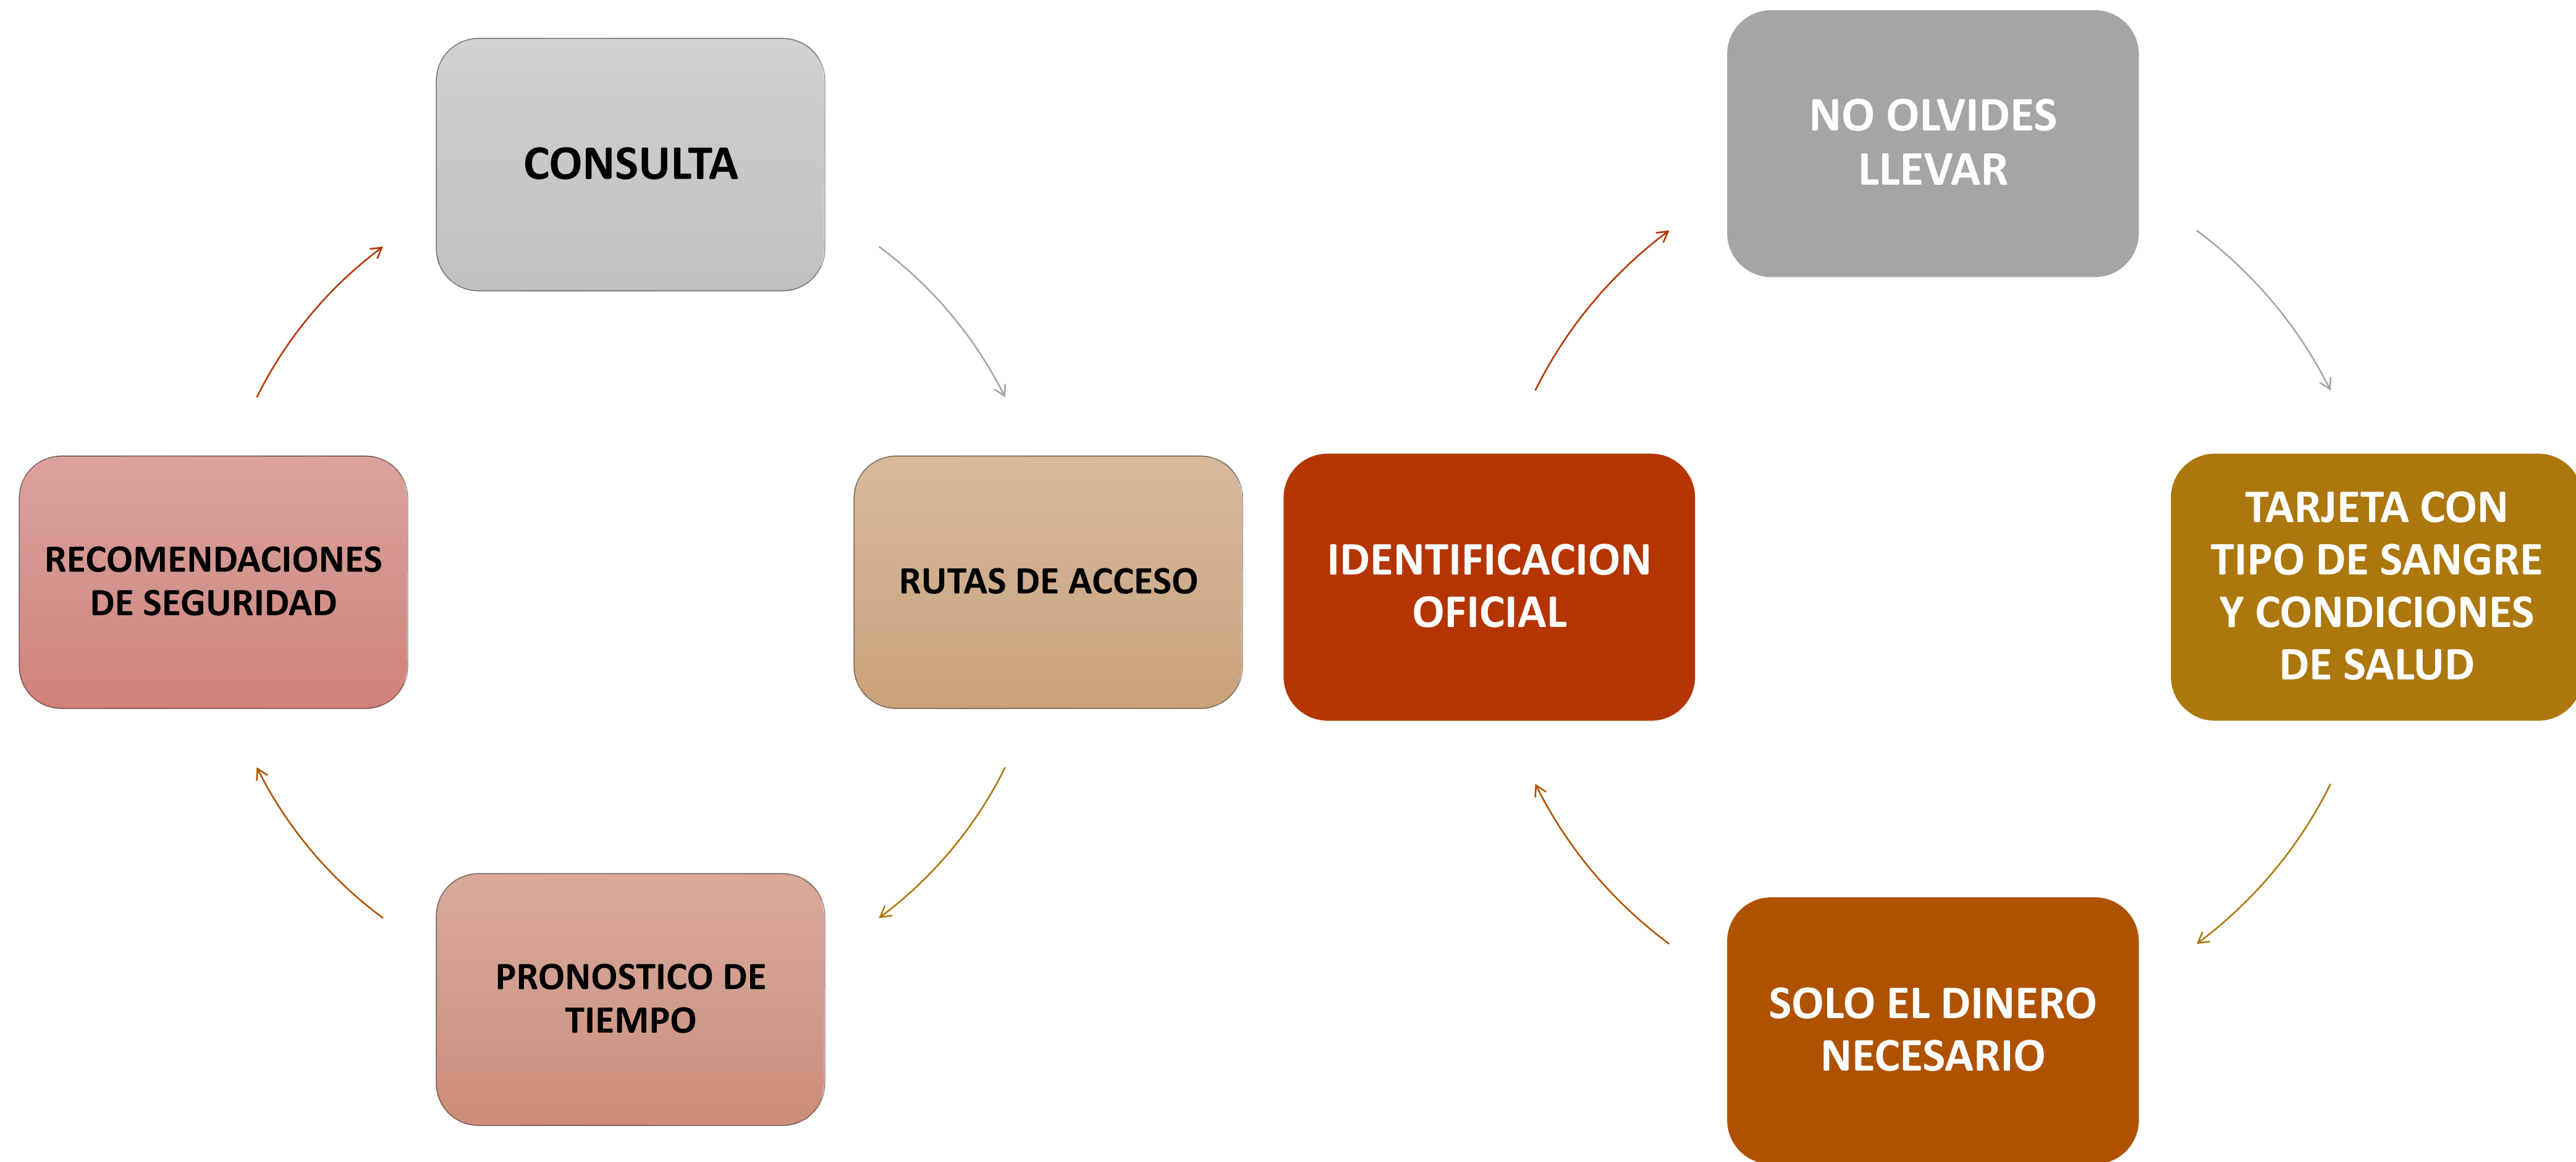 CONSULTA
RUTAS DE ACCESO
PRONOSTICO DE
TIEMPO
RECOMENDACIONES
DE SEGURIDAD
NO OLVIDES
LLEVAR
TARJETA CON
TIPO DE SANGRE
Y CONDICIONES
DE SALUD
SOLO EL DINERO
NECESARIO
IDENTIFICACION
OFICIAL